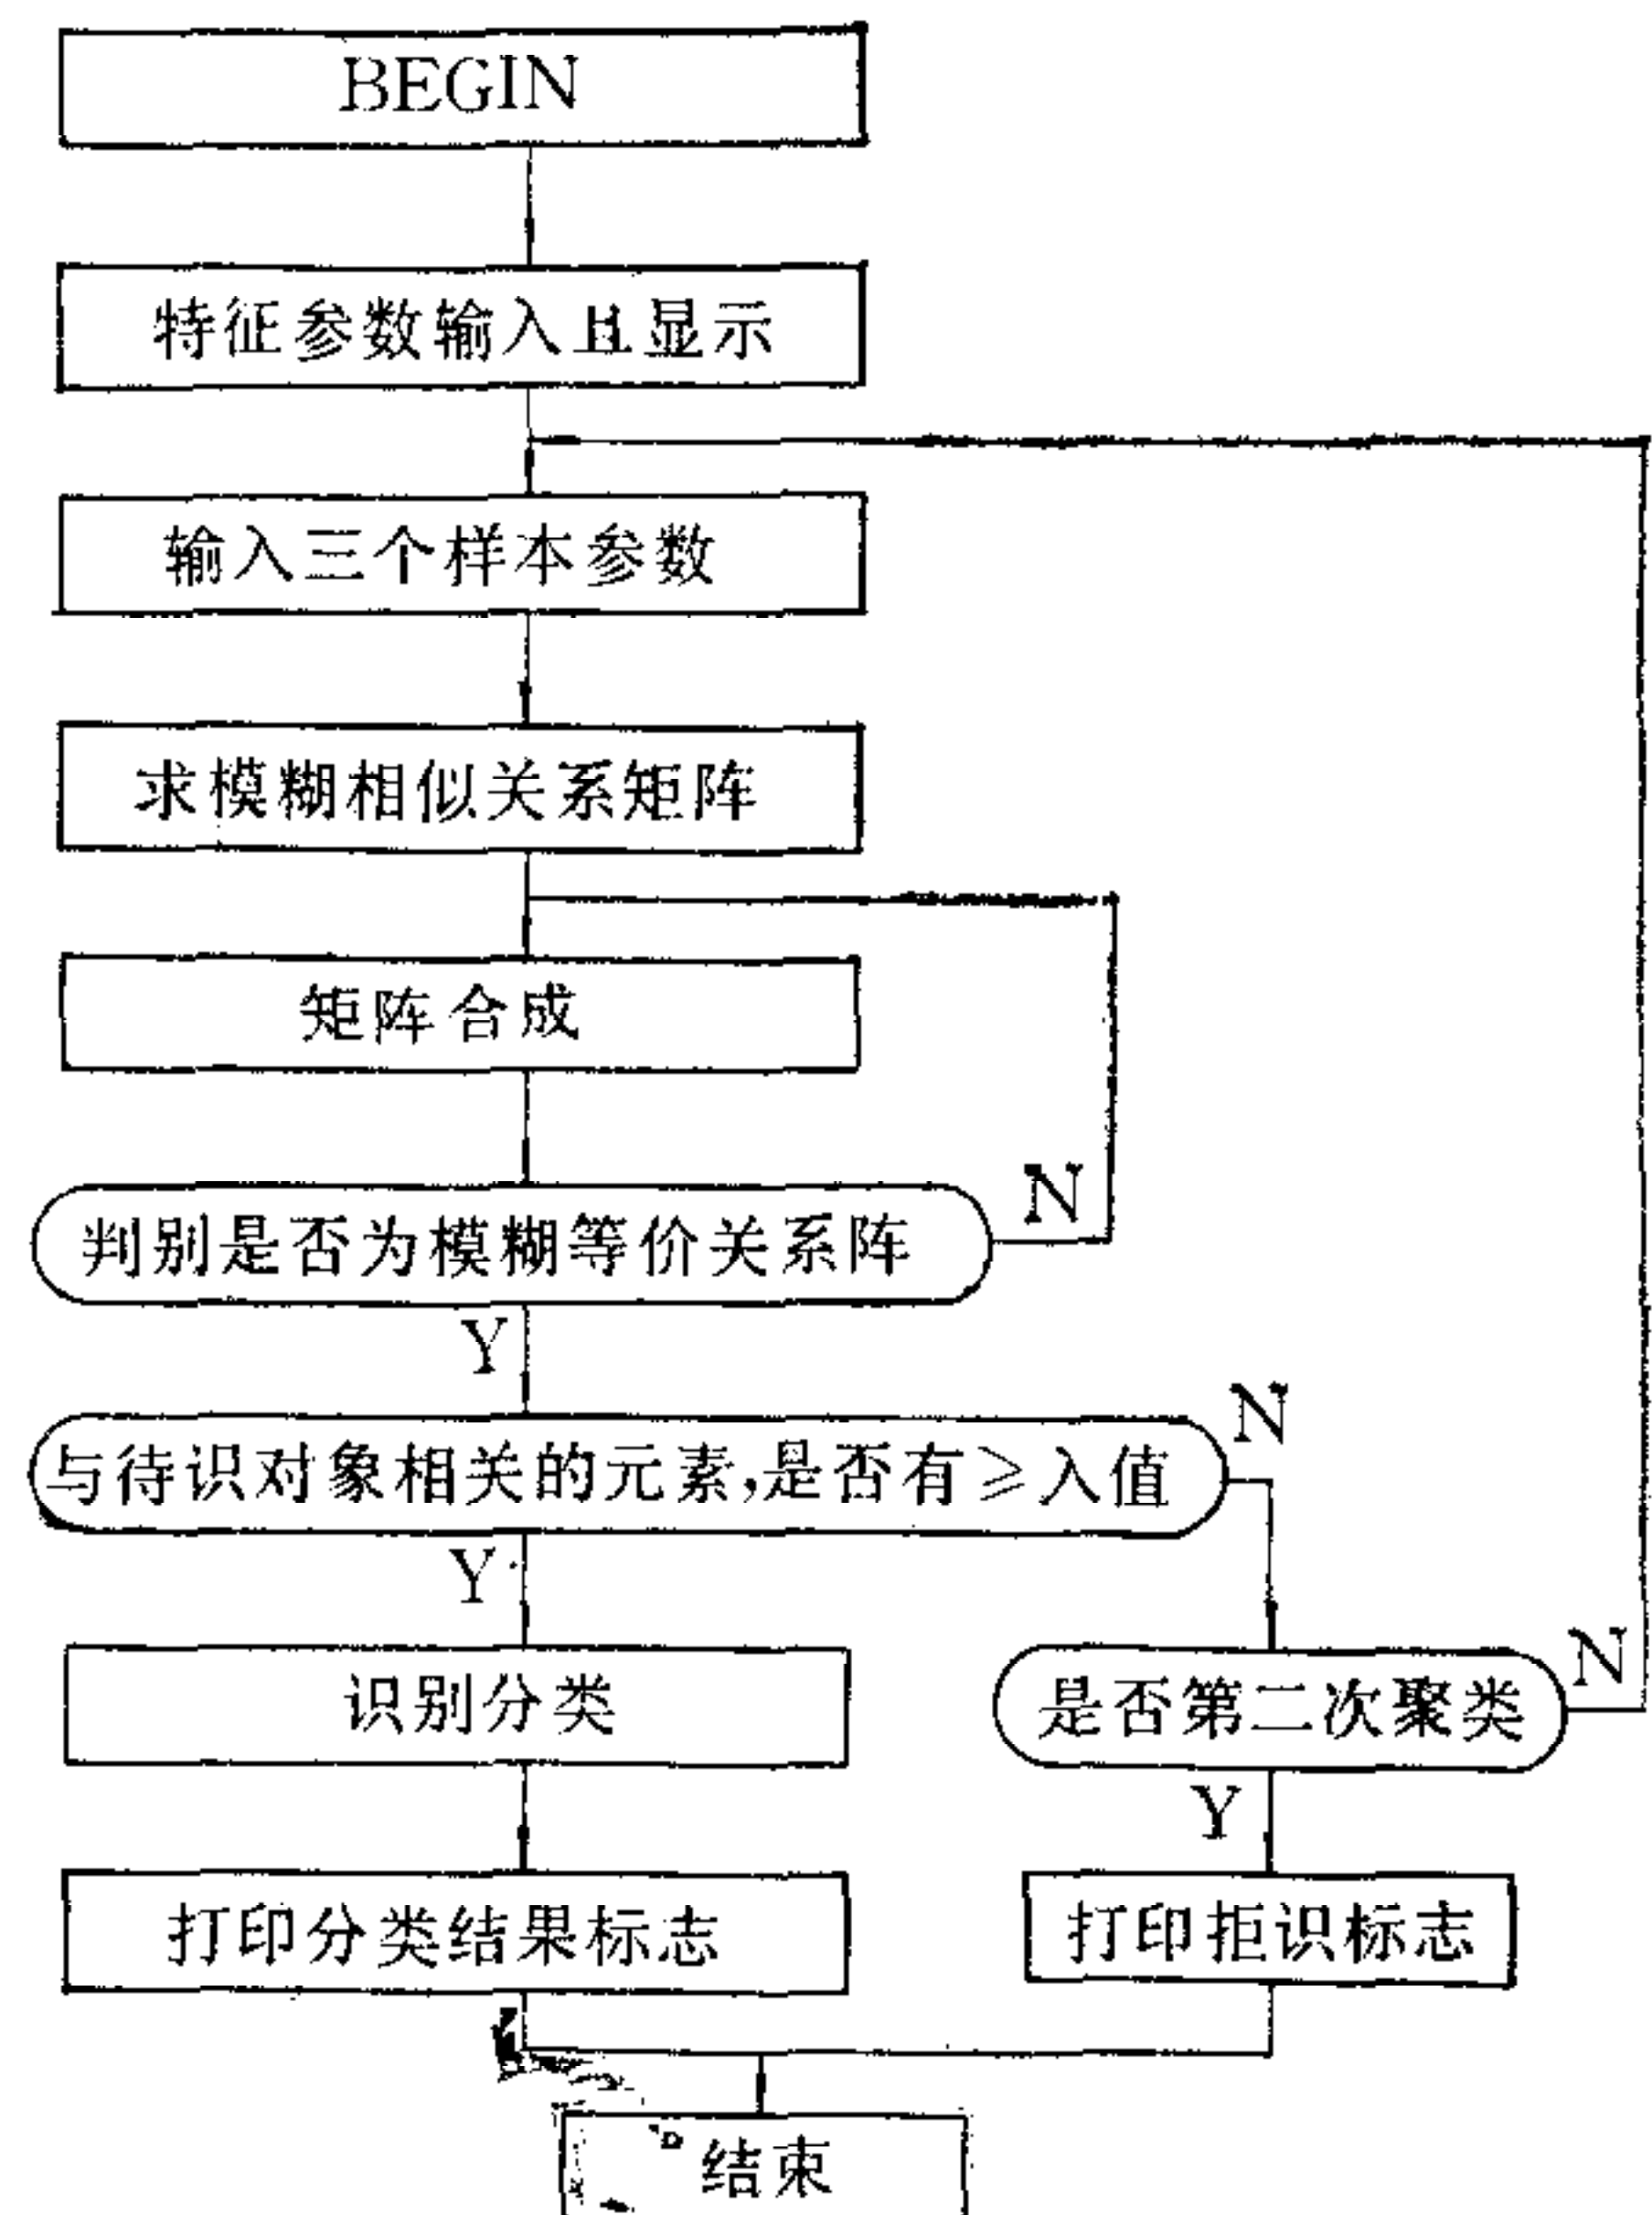 BEGIN
特征参数输入且显示
输入三个样本参数
求模糊相似关系矩阵
矩阵合成
N
判别是否为模糊等价关系阵
Y
N
与待识对象相关的元素,是否有≥入值
Y
识别分类
N
是否第二次聚类
Y
打印分类结果标志
打印拒识标志
结束